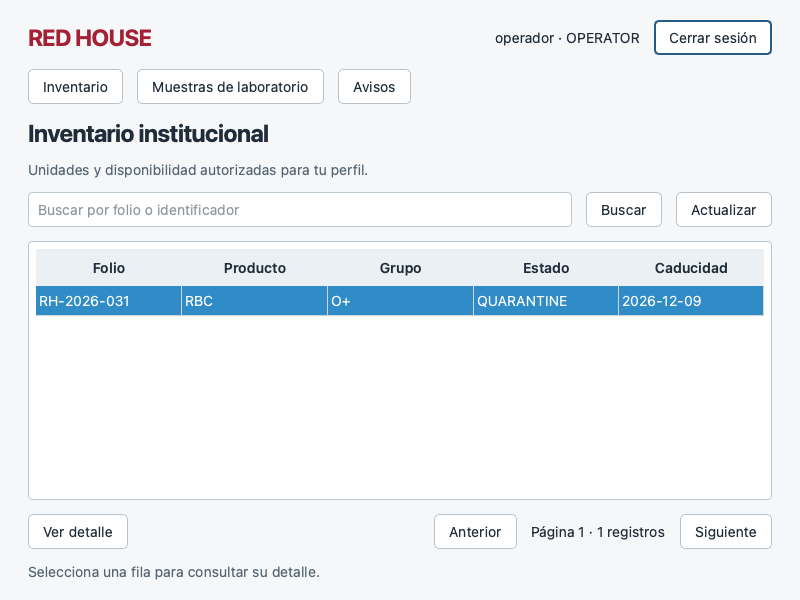 RED HOUSE
operador · OPERATOR
Cerrar sesión
Inventario
Muestras de laboratorio
Avisos
Inventario institucional
Unidades y disponibilidad autorizadas para tu perfil.
Buscar por folio o identificador
Buscar
Actualizar
Folio Producto Grupo Estado Caducidad
RH-2026-031 RBC O+ QUARANTINE 2026-12-09
Ver detalle
Anterior
Página 1 · 1 registros
Siguiente
Selecciona una fila para consultar su detalle.